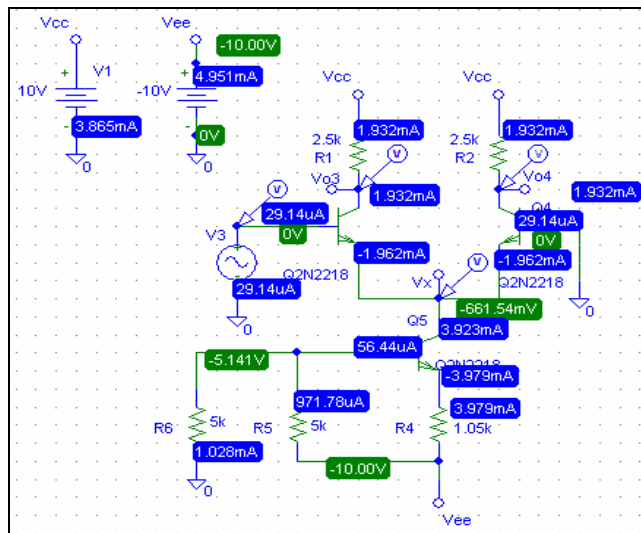 Vcc
Vee
-10.00V
+
V1
4.951mA
+
10V
-10V
-
3.865mA
-
0V
0
0
Vcc
Vcc
1.932mA
1.932mA
2.5k
R1
2.5k
R2
V
V
Vo3
Vo4
1.932mA
1.932mA
V
29.14uA
Q4
29.14uA
V3
0V
0V
-1.962mA
-1.962mA
V
Q2N2218
Q2N2218
29.14uA
Vx
-661.54mV
0
0
Q5
3.923mA
56.44uA
-5.141V
Q2N2218
-3.979mA
971.78uA
3.979mA
R6
5k
R5
5k
R4
1.05k
1.028mA
-10.00V
0
Vee